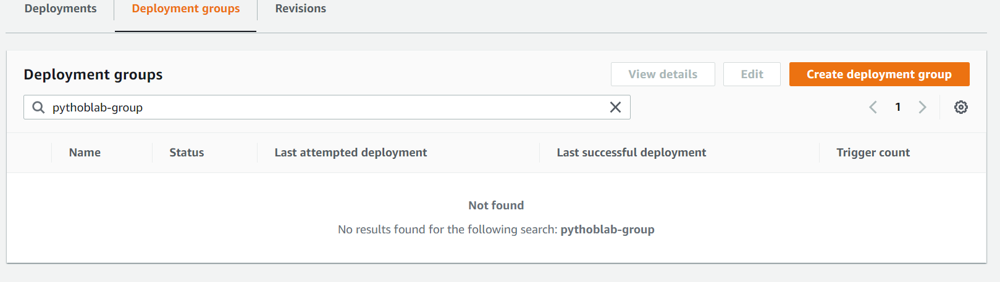 Deployments
Deployment groups
Revisions
Deployment groups
View details
Edit
Create deployment group
pythoblab-group
1
Name
Status
Last attempted deployment
Last successful deployment
Trigger count
Not found
No results found for the following search: pythoblab-group